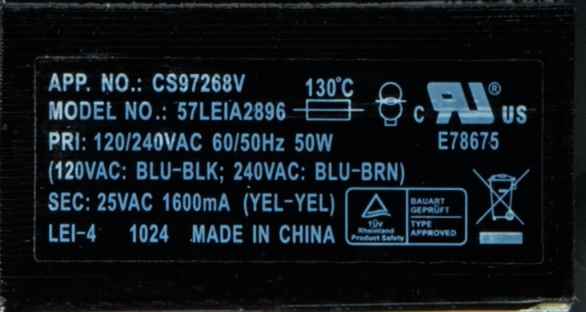 APP. NO.: CS97268V
MODEL NO.: 57LEIA2896
130°C
c RU® US
E78675
PRI: 120/240VAC 60/50Hz 50W
(120VAC: BLU-BLK; 240VAC: BLU-BRN)
SEC: 25VAC 1600mA (YEL-YEL)
LEI-4 1024 MADE IN CHINA
TÜV
Rheinland
Product Safety
BAUART
GEPRÜFT
TYPE
APPROVED